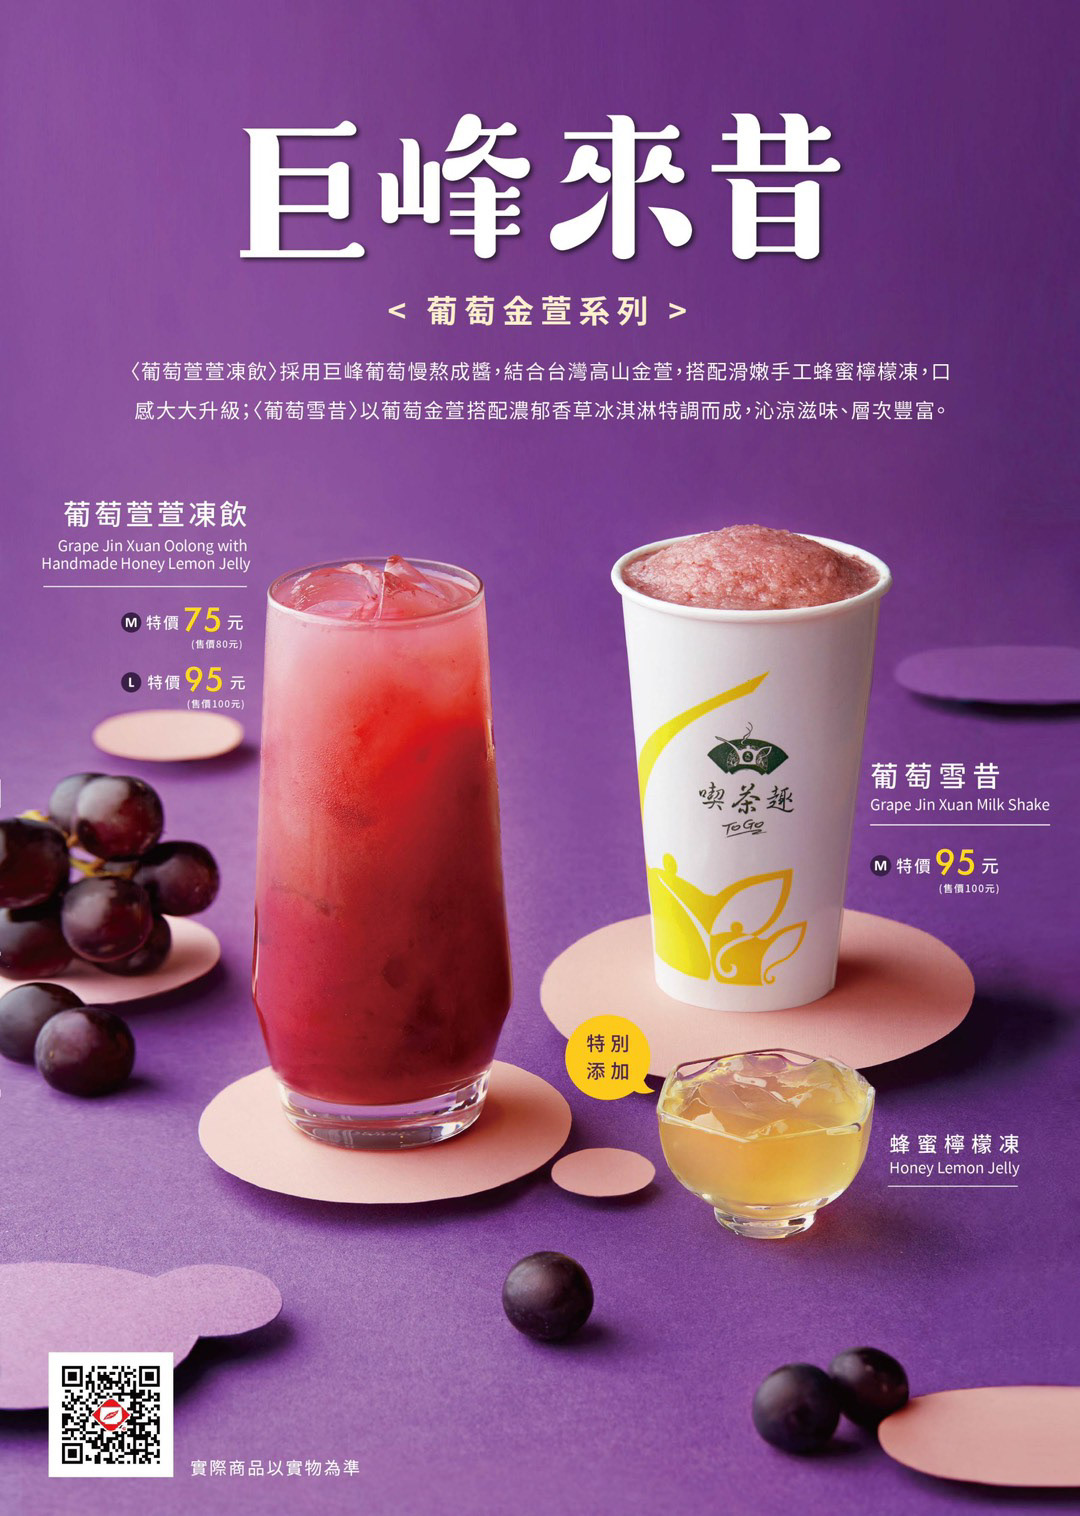 巨峰來昔
< 葡萄金萱系列 >
〈葡萄萱萱凍飲〉採用巨峰葡萄慢熬成醬，結合台灣高山金萱，搭配滑嫩手工蜂蜜檸檬凍，口
感大大升級；〈葡萄雪昔〉以葡萄金萱搭配濃郁香草冰淇淋特調而成，沁涼滋味、層次豐富。
葡萄萱萱凍飲
Grape Jin Xuan Oolong with
Handmade Honey Lemon Jelly
M 特價75元
(售價80元)
L 特價95元
(售價100元)
喫茶趣
ToGo
葡萄雪昔
Grape Jin Xuan Milk Shake
M 特價95元
(售價100元)
特別
添加
蜂蜜檸檬凍
Honey Lemon Jelly
實際商品以實物為準